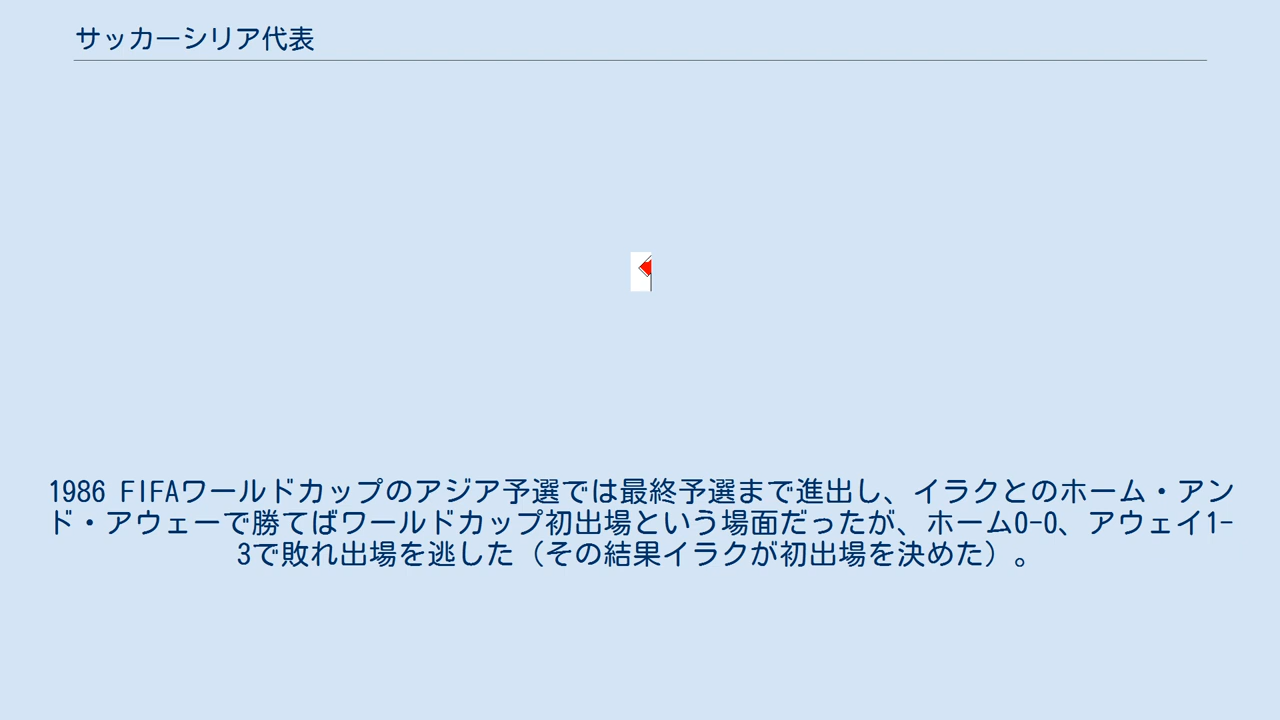 サッカーシリア代表
1986 FIFAワールドカップのアジア予選では最終予選まで進出し、イラクとのホーム・アン
ド・アウェーで勝てばワールドカップ初出場という場面だったが、ホーム0-0、アウェイ1-
3で敗れ出場を逃した（その結果イラクが初出場を決めた）。